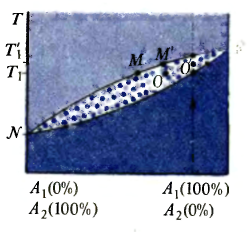 T
T'₁ M M'
T₁ O O'
N
A₁(0%) A₁(100%)
A₂(100%) A₂(0%)